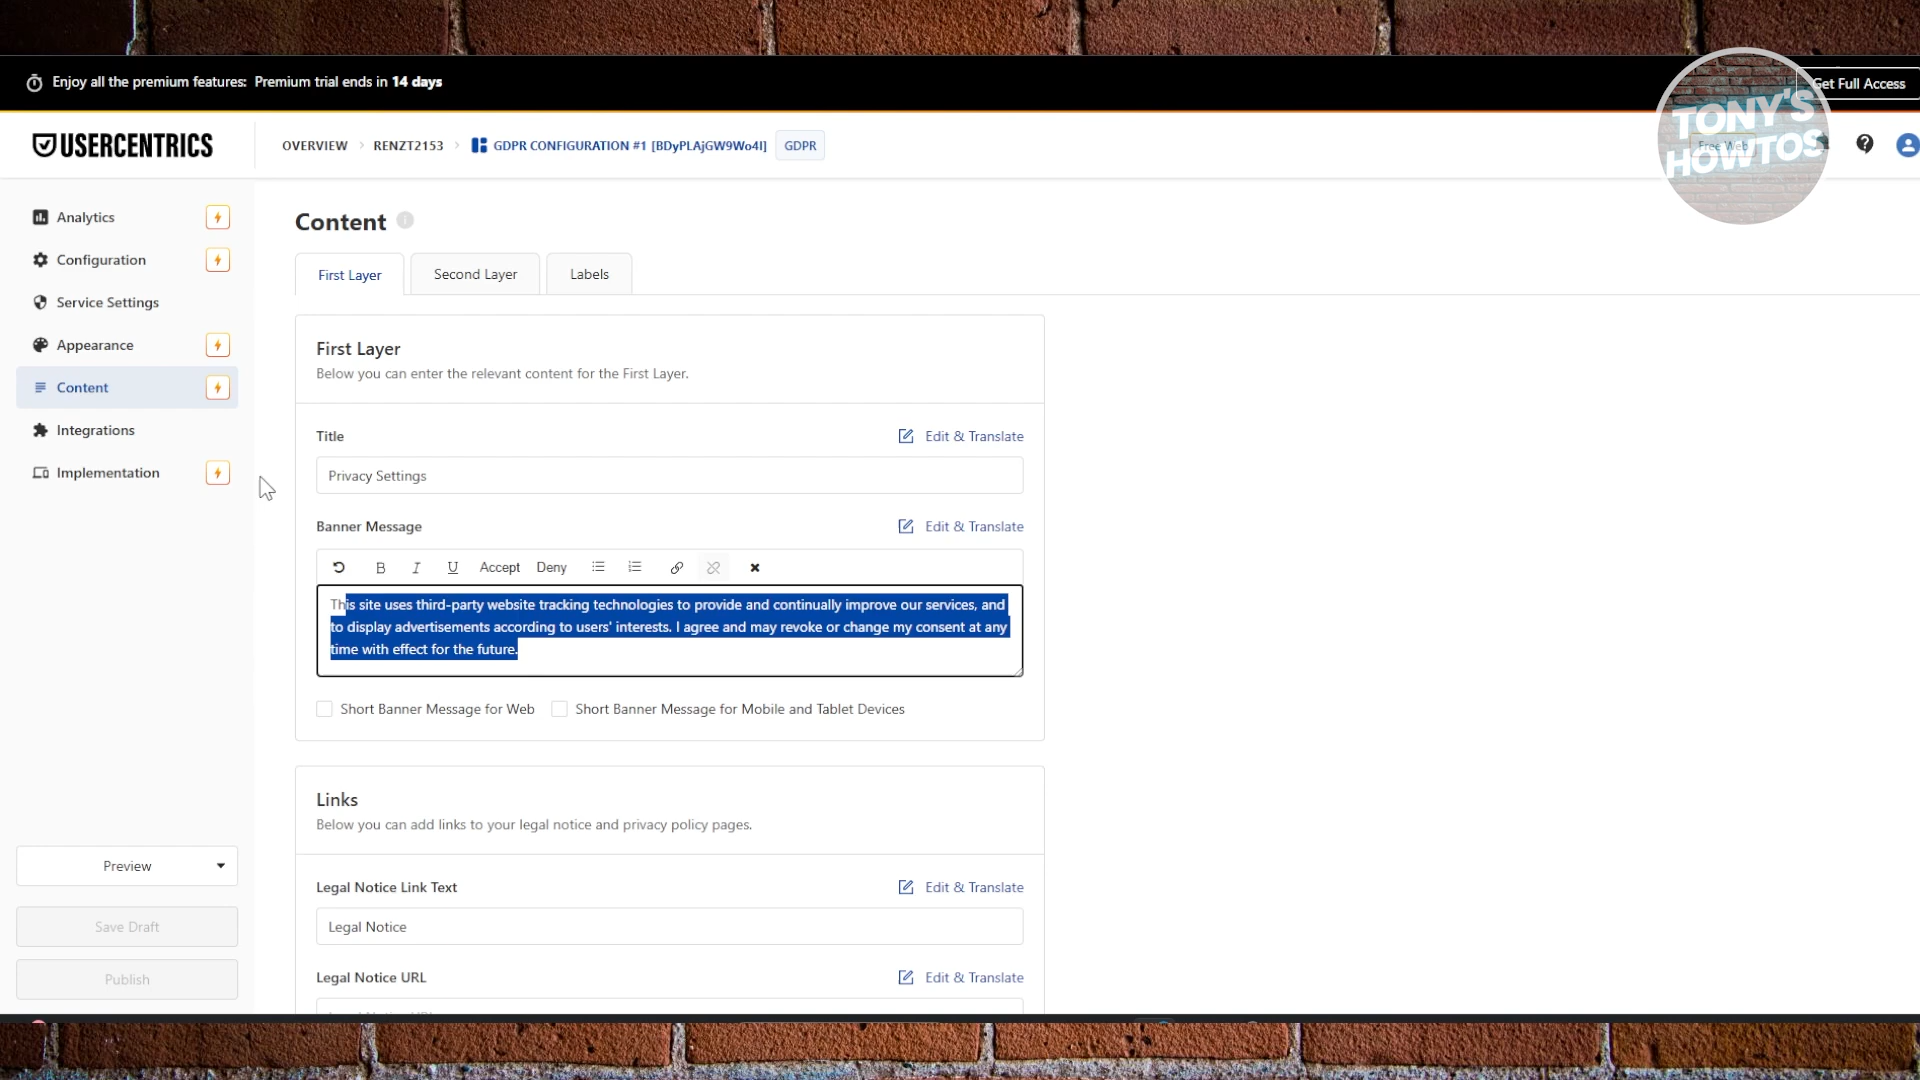 Enjoy all the premium features: Premium trial ends in 14 days
Get Full Access
TONY'S
HOWTOS
Free Web
USERCENTRICS
OVERVIEW > RENZT2153 > GDPR CONFIGURATION #1 [BDyPLAjGW9Wo4I] GDPR
Analytics
Configuration
Service Settings
Appearance
Content
Integrations
Implementation
Preview
Save Draft
Publish
Content
First Layer
Second Layer
Labels
First Layer
Below you can enter the relevant content for the First Layer.
Title
Edit & Translate
Privacy Settings
Banner Message
Edit & Translate
B I U Accept Deny
This site uses third-party website tracking technologies to provide and continually improve our services, and
to display advertisements according to users' interests. I agree and may revoke or change my consent at any
time with effect for the future.
Short Banner Message for Web
Short Banner Message for Mobile and Tablet Devices
Links
Below you can add links to your legal notice and privacy policy pages.
Legal Notice Link Text
Edit & Translate
Legal Notice
Legal Notice URL
Edit & Translate